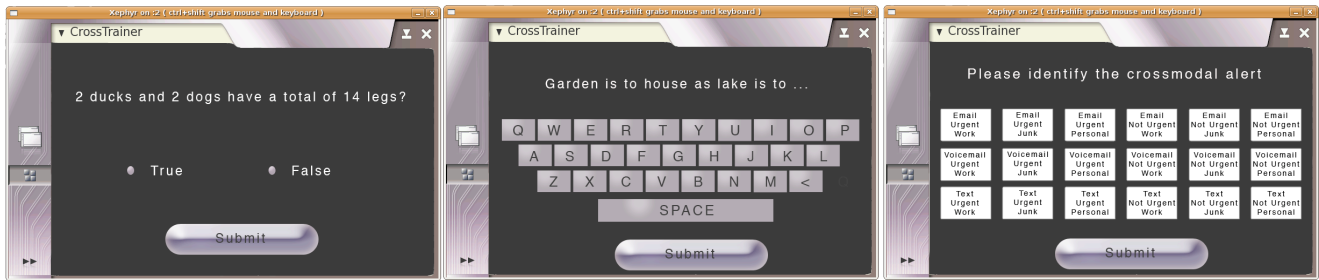 Xephyr on :2 ( ctrl+shift grabs mouse and keyboard )
CrossTrainer
2 ducks and 2 dogs have a total of 14 legs?
True False
Submit
Xephyr on :2 ( ctrl+shift grabs mouse and keyboard )
CrossTrainer
Garden is to house as lake is to ...
Q W E R T Y U I O P
A S D F G H J K L
Z X C V B N M <
SPACE
Submit
Xephyr on :2 ( ctrl+shift grabs mouse and keyboard )
CrossTrainer
Please identify the crossmodal alert
Email Email Email Email Email Email
Urgent Urgent Urgent Not Urgent Not Urgent Not Urgent
Work Junk Personal Work Junk Personal
Voicemail Voicemail Voicemail Voicemail Voicemail Voicemail
Urgent Urgent Urgent Not Urgent Not Urgent Not Urgent
Work Junk Personal Work Junk Personal
Text Text Text Text Text Text
Urgent Urgent Urgent Not Urgent Not Urgent Not Urgent
Work Junk Personal Work Junk Personal
Submit